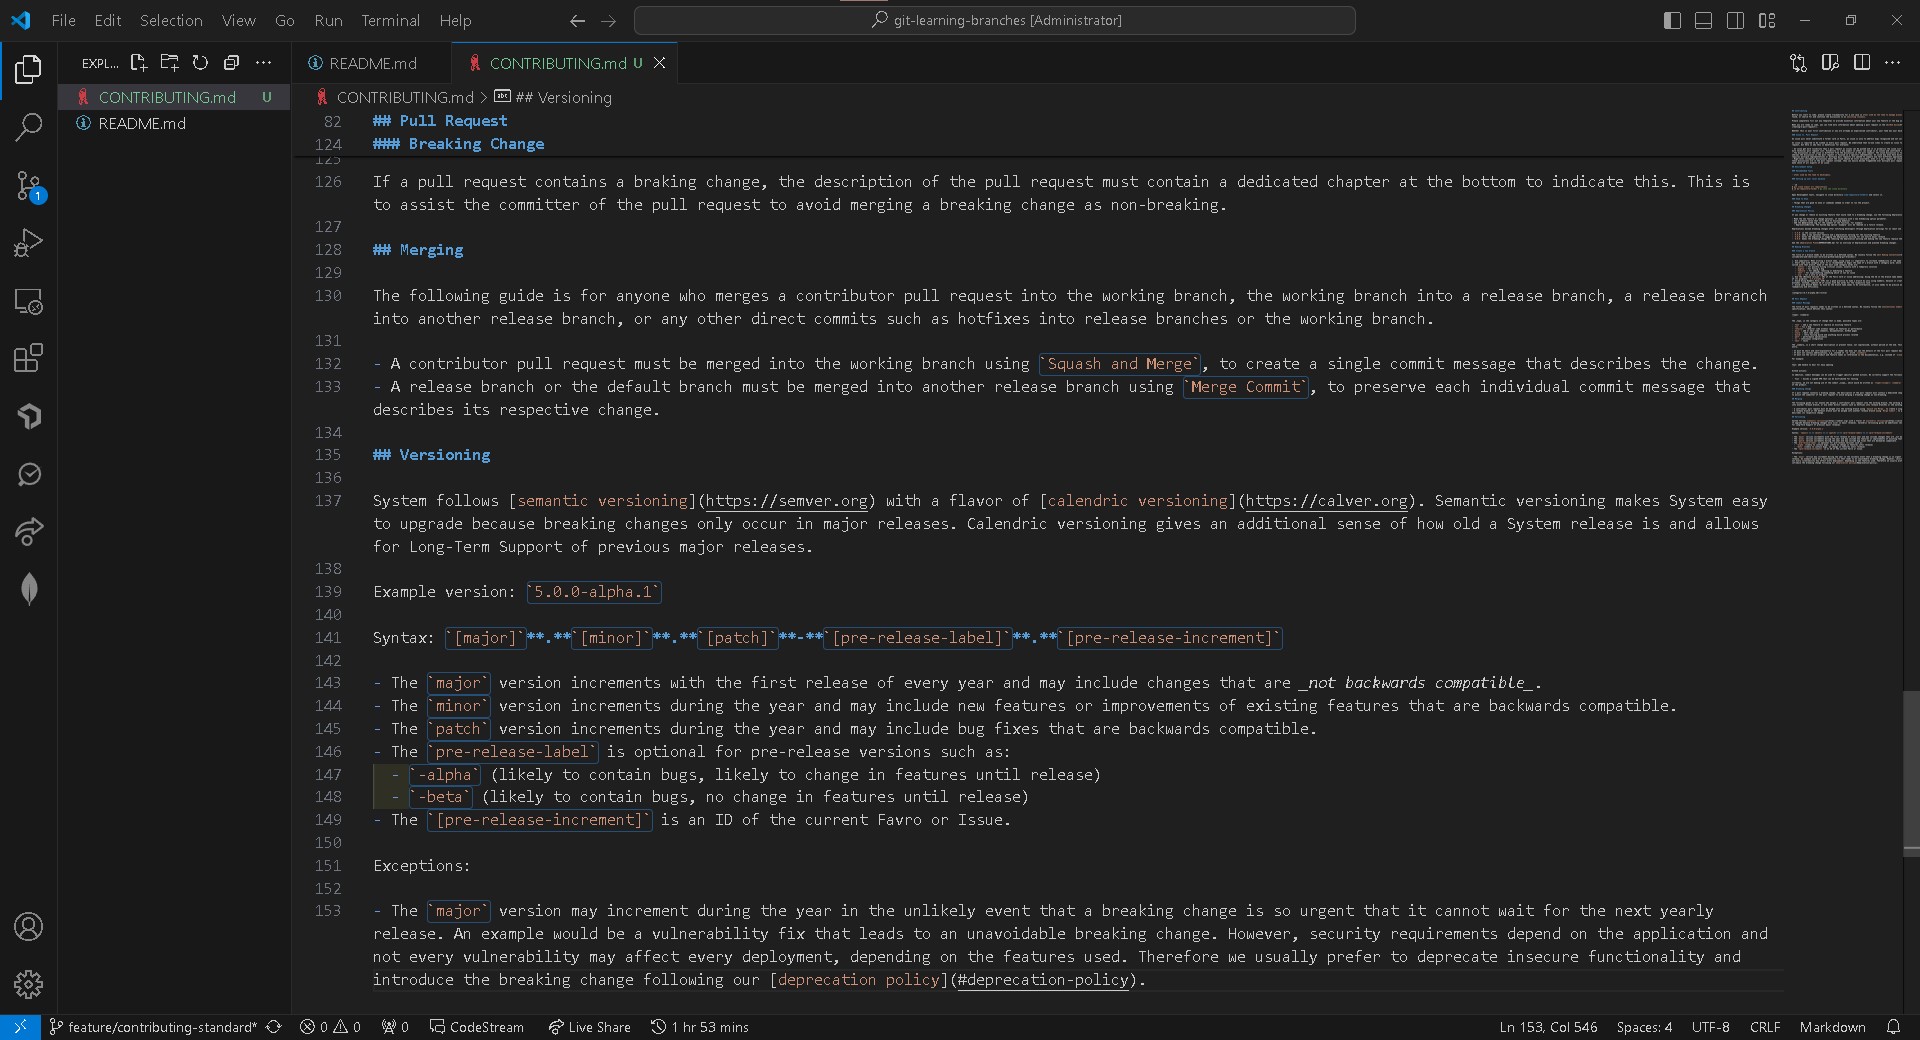 File Edit Selection View Go Run Terminal Help
git-learning-branches [Administrator]
EXPL...
README.md
CONTRIBUTING.md U
CONTRIBUTING.md U
README.md
CONTRIBUTING.md > ## Versioning
82 ## Pull Request
124 #### Breaking Change
125
126 If a pull request contains a braking change, the description of the pull request must contain a dedicated chapter at the bottom to indicate this. This is
to assist the committer of the pull request to avoid merging a breaking change as non-breaking.
127
128 ## Merging
129
130 The following guide is for anyone who merges a contributor pull request into the working branch, the working branch into a release branch, a release branch
into another release branch, or any other direct commits such as hotfixes into release branches or the working branch.
131
132 - A contributor pull request must be merged into the working branch using `Squash and Merge`, to create a single commit message that describes the change.
133 - A release branch or the default branch must be merged into another release branch using `Merge Commit`, to preserve each individual commit message that
describes its respective change.
134
135 ## Versioning
136
137 System follows [semantic versioning](https://semver.org) with a flavor of [calendric versioning](https://calver.org). Semantic versioning makes System easy
to upgrade because breaking changes only occur in major releases. Calendric versioning gives an additional sense of how old a System release is and allows
for Long-Term Support of previous major releases.
138
139 Example version: `5.0.0-alpha.1`
140
141 Syntax: `[major]`**.**`[minor]`**.**`[patch]`**-**`[pre-release-label]`**.**`[pre-release-increment]`
142
143 - The `major` version increments with the first release of every year and may include changes that are _not backwards compatible_.
144 - The `minor` version increments during the year and may include new features or improvements of existing features that are backwards compatible.
145 - The `patch` version increments during the year and may include bug fixes that are backwards compatible.
146 - The `pre-release-label` is optional for pre-release versions such as:
147 - `-alpha` (likely to contain bugs, likely to change in features until release)
148 - `-beta` (likely to contain bugs, no change in features until release)
149 - The `[pre-release-increment]` is an ID of the current Favro or Issue.
150
151 Exceptions:
152
153 - The `major` version may increment during the year in the unlikely event that a breaking change is so urgent that it cannot wait for the next yearly
release. An example would be a vulnerability fix that leads to an unavoidable breaking change. However, security requirements depend on the application and
not every vulnerability may affect every deployment, depending on the features used. Therefore we usually prefer to deprecate insecure functionality and
introduce the breaking change following our [deprecation policy](#deprecation-policy).
1
feature/contributing-standard* 0 0 0 CodeStream Live Share 1 hr 53 mins Ln 153, Col 546 Spaces: 4 UTF-8 CRLF Markdown